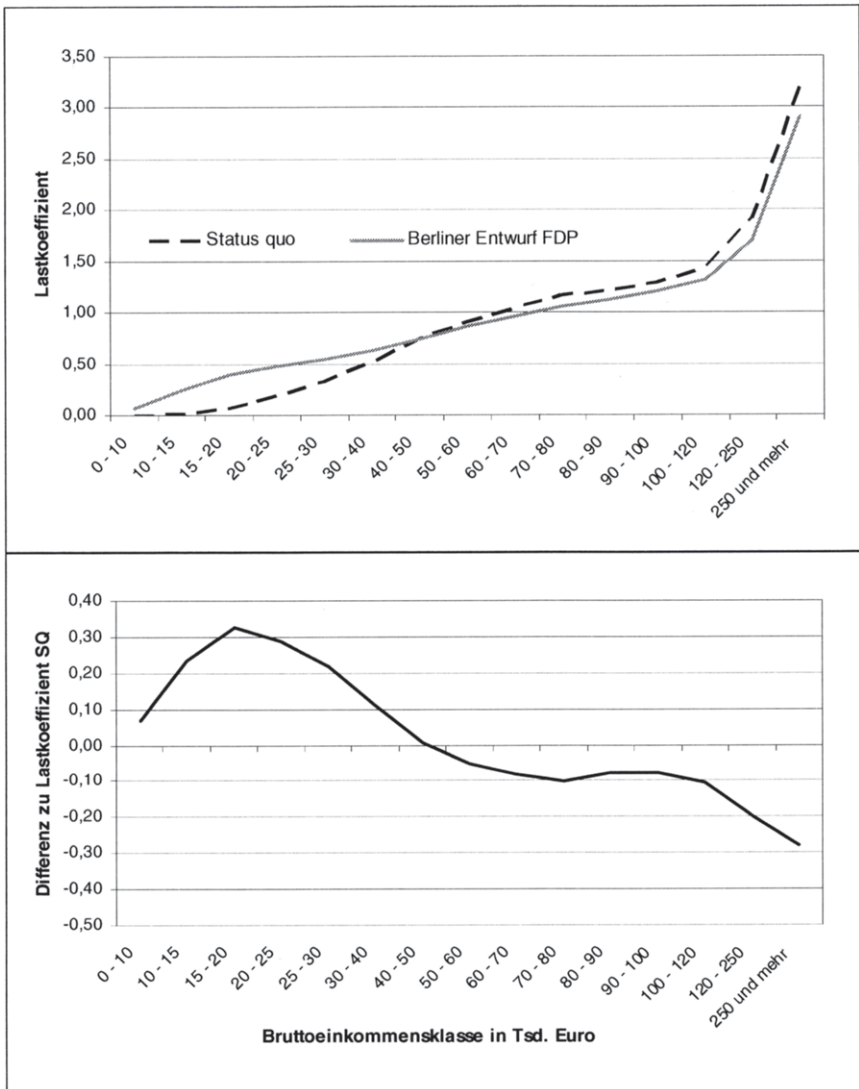 3,50
3,00
2,50
2,00
1,50
1,00
0,50
0,00
Lastkoeffizient
Status quo
Berliner Entwurf FDP
0 - 10
10 - 15
15 - 20
20 - 25
25 - 30
30 - 40
40 - 50
50 - 60
60 - 70
70 - 80
80 - 90
90 - 100
100 - 120
120 - 250
250 und mehr
0,40
0,30
0,20
0,10
0,00
-0,10
-0,20
-0,30
-0,40
-0,50
Differenz zu Lastkoeffizient SQ
0 - 10
10 - 15
15 - 20
20 - 25
25 - 30
30 - 40
40 - 50
50 - 60
60 - 70
70 - 80
80 - 90
90 - 100
100 - 120
120 - 250
250 und mehr
Bruttoeinkommensklasse in Tsd. Euro